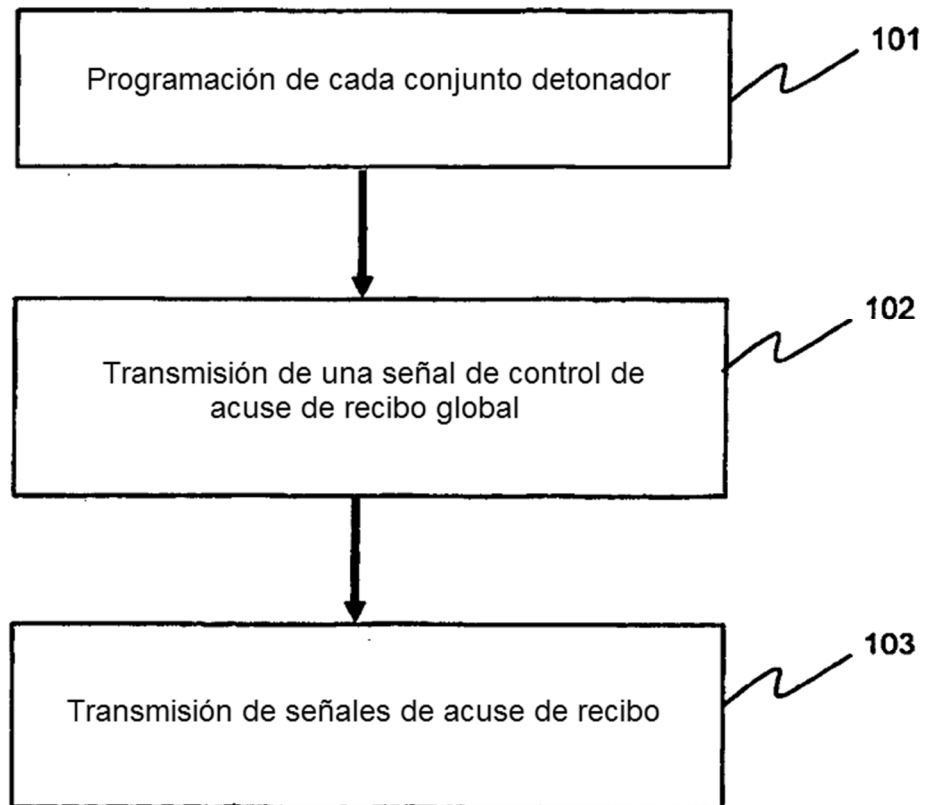 Programación de cada conjunto detonador
101
Transmisión de una señal de control de
acuse de recibo global
102
Transmisión de señales de acuse de recibo
103